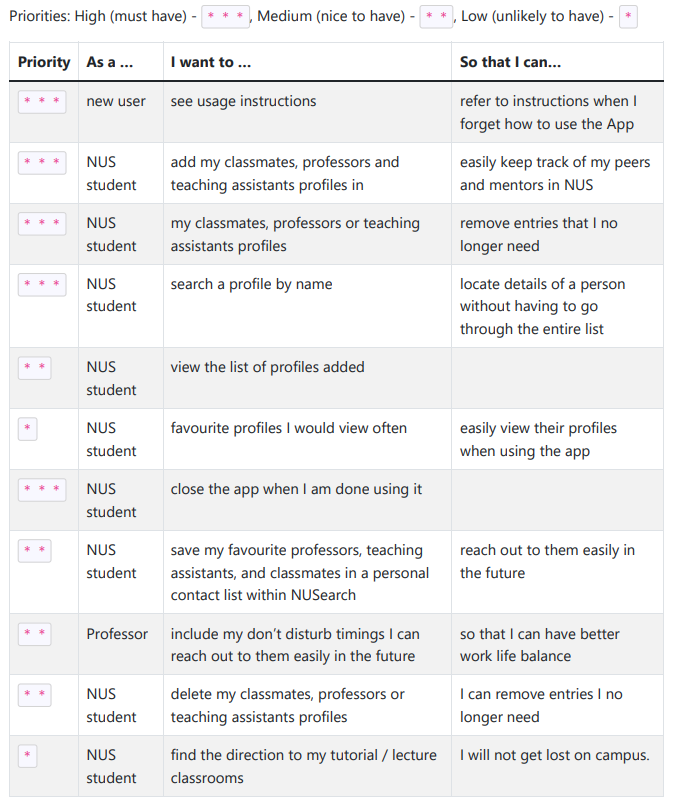 Priorities: High (must have) - * * *, Medium (nice to have) - * *, Low (unlikely to have) - *
Priority As a … I want to … So that I can…
* * * new user see usage instructions refer to instructions when I
forget how to use the App
* * * NUS add my classmates, professors and easily keep track of my peers
student teaching assistants profiles in and mentors in NUS
* * * NUS my classmates, professors or teaching remove entries that I no
student assistants profiles longer need
* * * NUS search a profile by name locate details of a person
student without having to go
through the entire list
* * NUS view the list of profiles added
student
* NUS favourite profiles I would view often easily view their profiles
student when using the app
* * * NUS close the app when I am done using it
student
* * NUS save my favourite professors, teaching reach out to them easily in
student assistants, and classmates in a personal the future
contact list within NUSearch
* * Professor include my don’t disturb timings I can so that I can have better
reach out to them easily in the future work life balance
* * NUS delete my classmates, professors or I can remove entries I no
student teaching assistants profiles longer need
* NUS find the direction to my tutorial / lecture I will not get lost on campus.
student classrooms